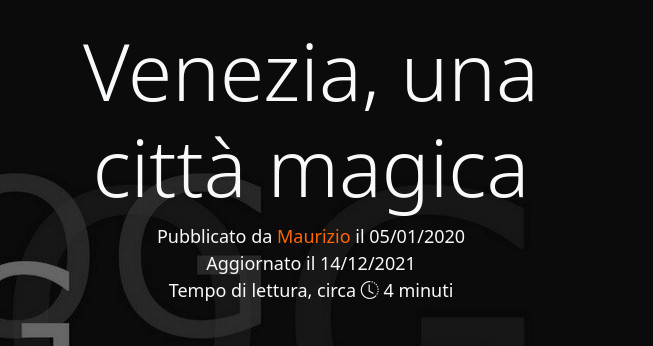 Venezia, una
città magica
Pubblicato da Maurizio il 05/01/2020
Aggiornato il 14/12/2021
Tempo di lettura, circa 4 minuti